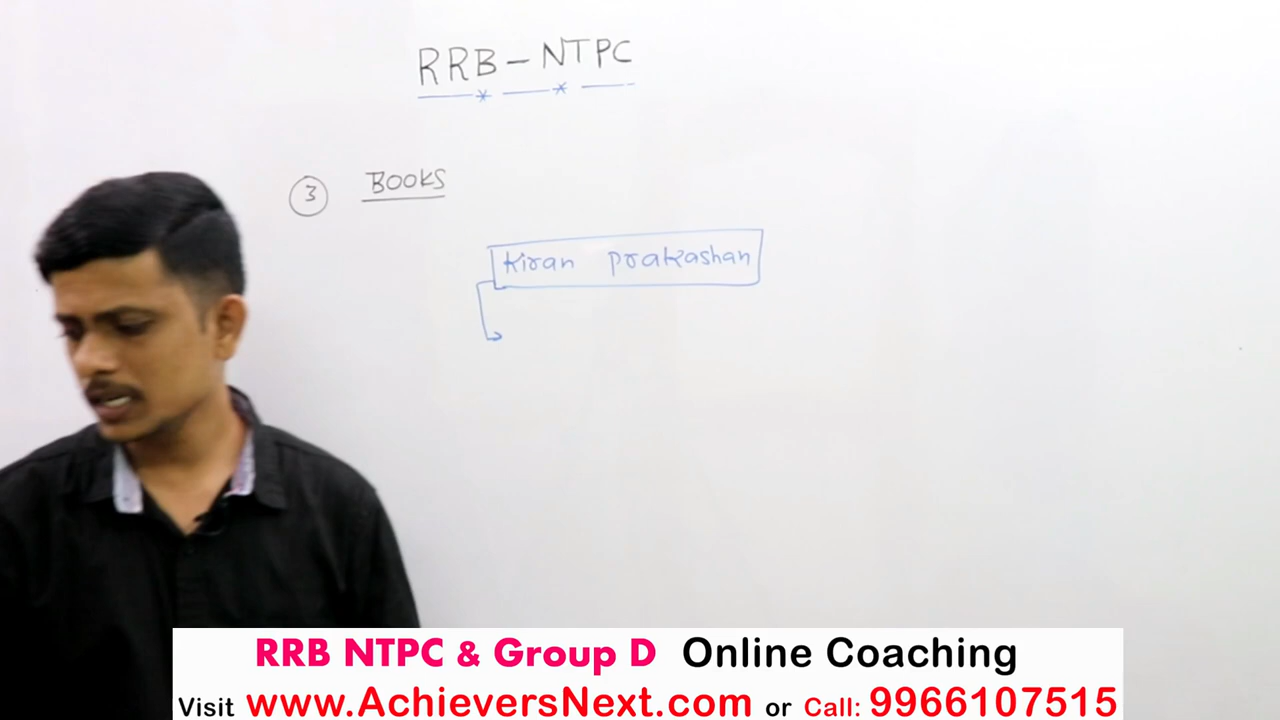 RRB - NTPC
3 BOOKS
Kiran prakashan
RRB NTPC & Group D Online Coaching
Visit www.AchieversNext.com or Call: 9966107515